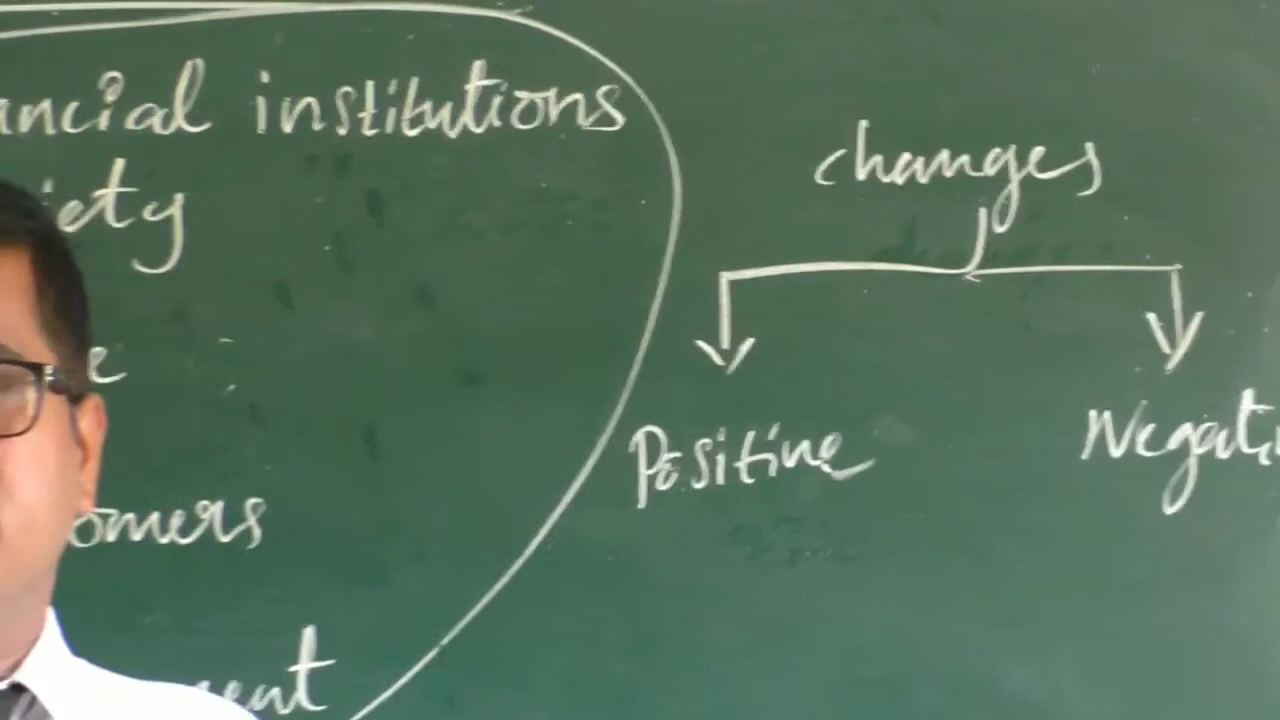 ancial institutions
iety
e
omers
ent
changes
Positive
Negati